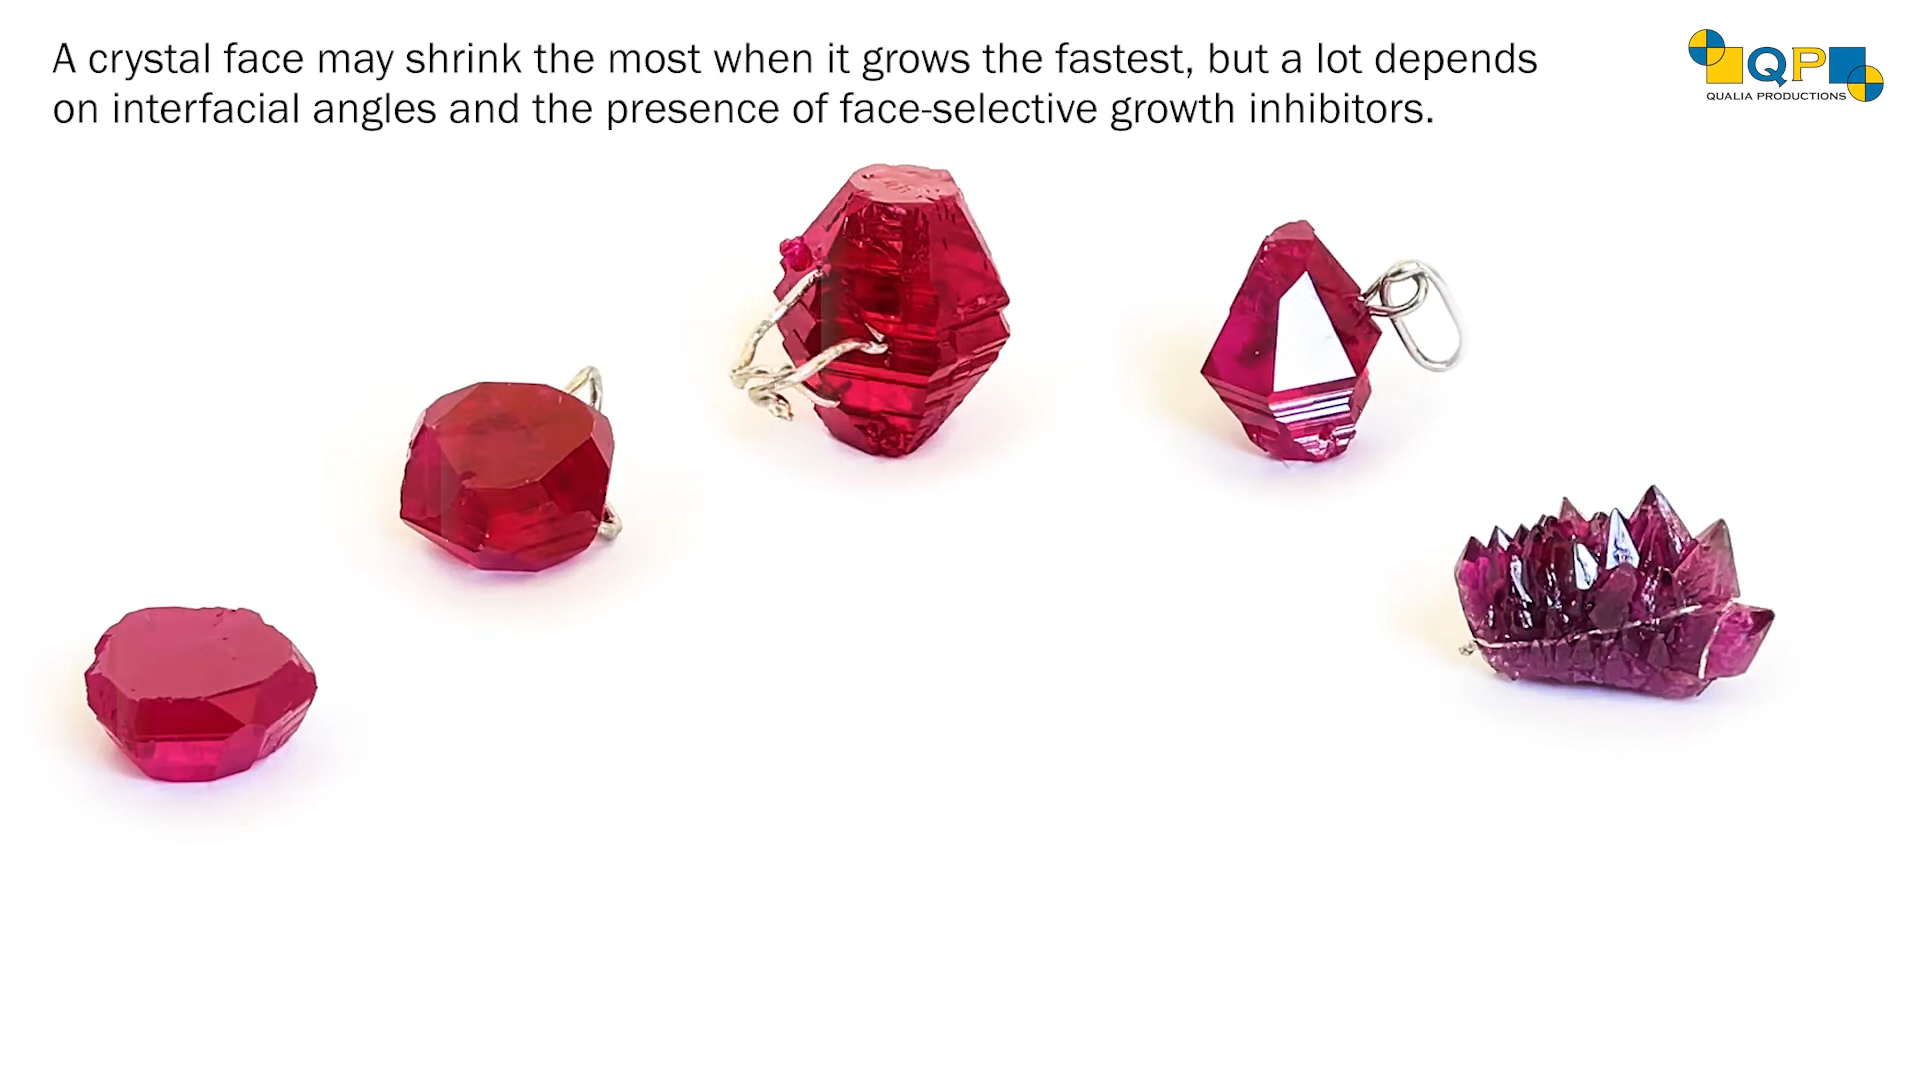 A crystal face may shrink the most when it grows the fastest, but a lot depends
on interfacial angles and the presence of face-selective growth inhibitors.
QP
QUALIA PRODUCTIONS